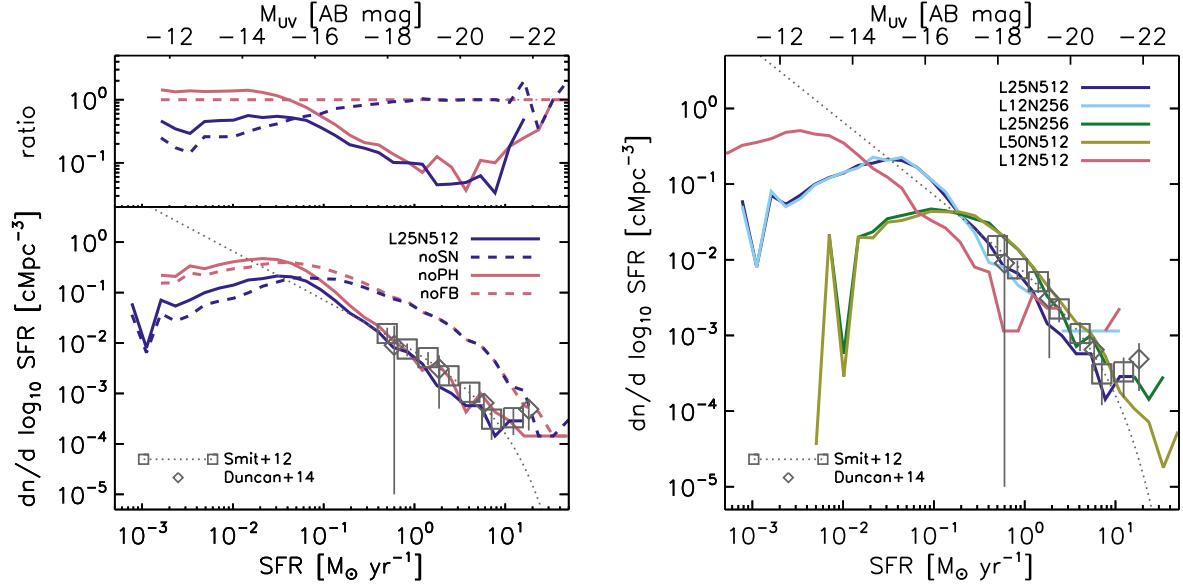 M_UV [AB mag]
−12 −14 −16 −18 −20 −22
10^0
10^−1
ratio
10^0
10^−1
10^−2
10^−3
10^−4
10^−5
dn/d log_10 SFR [cMpc^−3]
L25N512
noSN
noPH
noFB
Smit+12
Duncan+14
10^−3 10^−2 10^−1 10^0 10^1
SFR [M_⊙ yr^−1]
M_UV [AB mag]
−12 −14 −16 −18 −20 −22
10^0
10^−1
10^−2
10^−3
10^−4
10^−5
dn/d log_10 SFR [cMpc^−3]
L25N512
L12N256
L25N256
L50N512
L12N512
Smit+12
Duncan+14
10^−3 10^−2 10^−1 10^0 10^1
SFR [M_⊙ yr^−1]